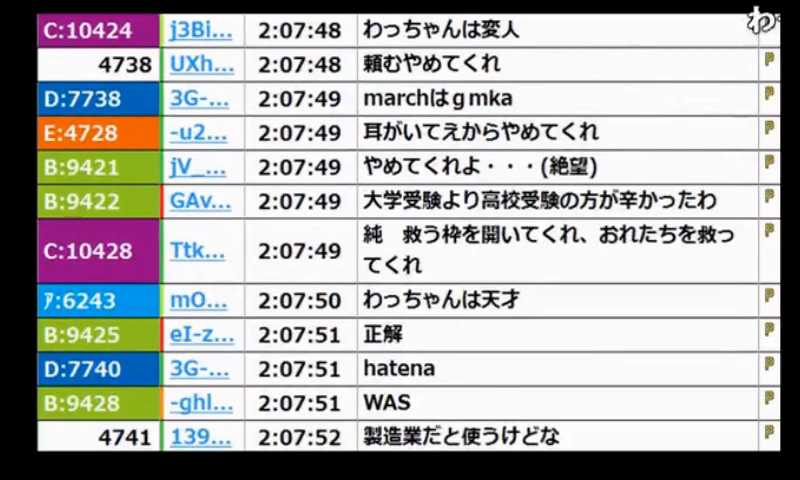 わ
C:10424 j3Bi... 2:07:48 わっちゃんは変人
4738 UXh... 2:07:48 頼むやめてくれ P
D:7738 3G-... 2:07:49 marchはg mka P
E:4728 -u2... 2:07:49 耳がいてえからやめてくれ P
B:9421 jV_... 2:07:49 やめてくれよ・・・(絶望) P
B:9422 GAv... 2:07:49 大学受験より高校受験の方が辛かったわ P
C:10428 Ttk... 2:07:49 純　救う枠を開いてくれ、おれたちを救っ P
てくれ
ｱ:6243 mO... 2:07:50 わっちゃんは天才 P
B:9425 eI-z... 2:07:51 正解 P
D:7740 3G-... 2:07:51 hatena P
B:9428 -ghl... 2:07:51 WAS P
4741 139... 2:07:52 製造業だと使うけどな P